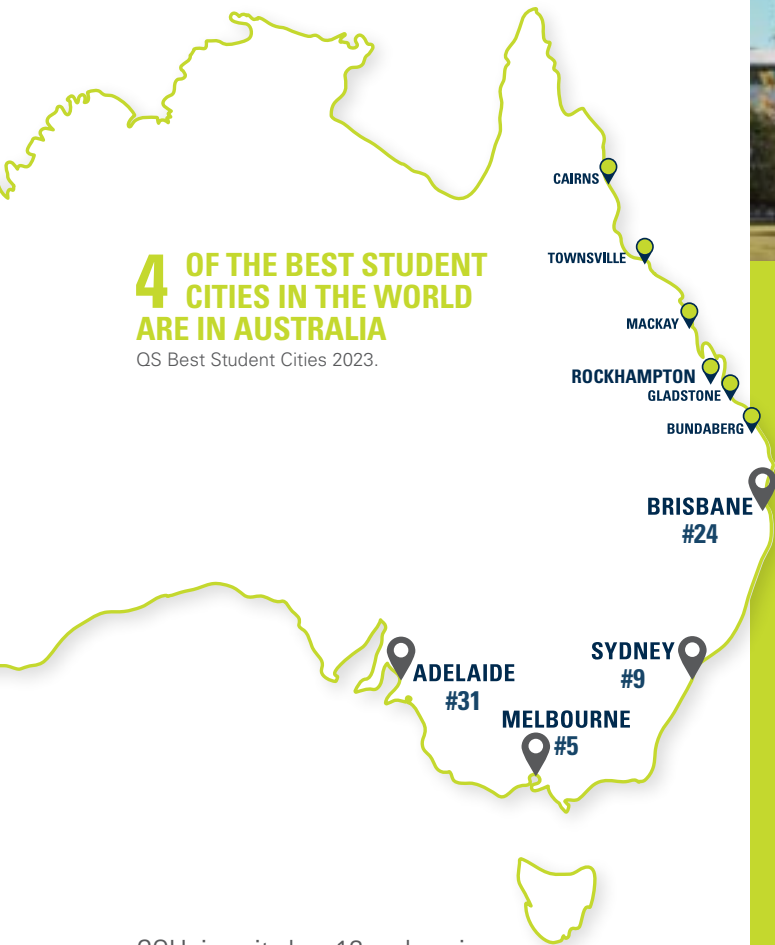 CAIRNS
4 OF THE BEST STUDENT
CITIES IN THE WORLD
ARE IN AUSTRALIA
QS Best Student Cities 2023.
TOWNSVILLE
MACKAY
ROCKHAMPTON
GLADSTONE
BUNDABERG
BRISBANE
#24
SYDNEY
#9
ADELAIDE
#31
MELBOURNE
#5